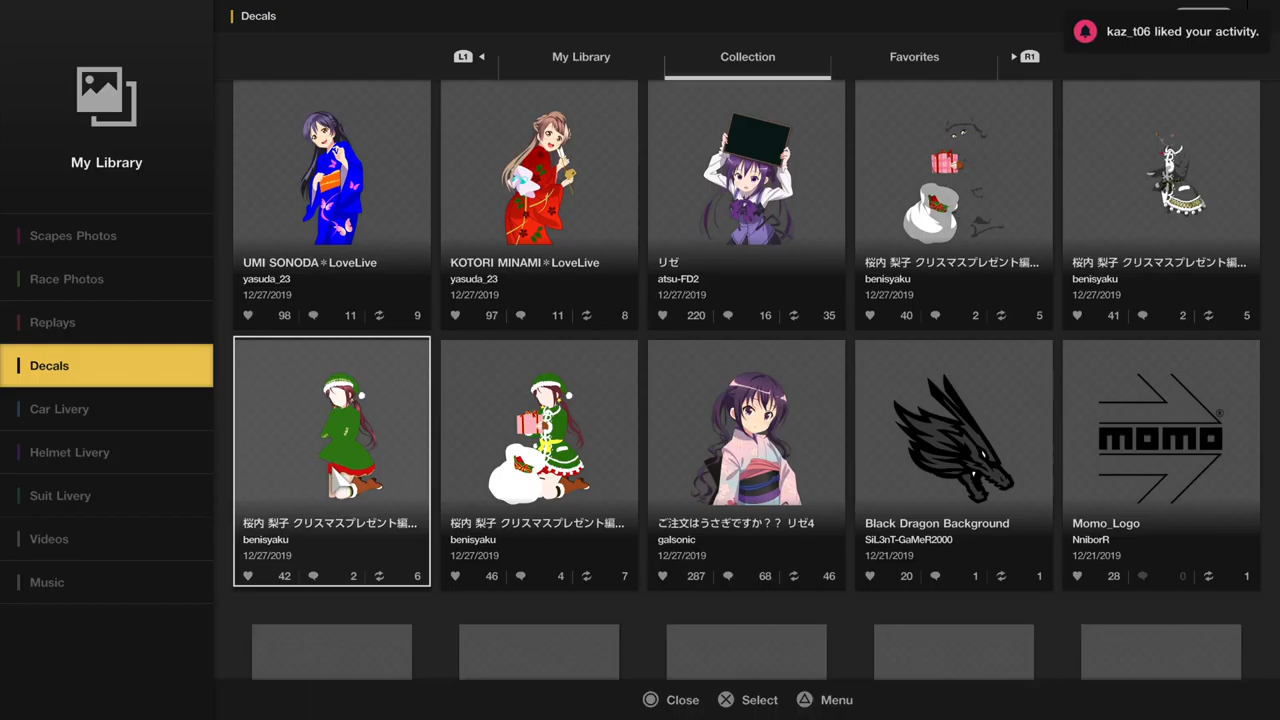 Decals
kaz_t06 liked your activity.
L1
My Library
Collection
Favorites
R1
My Library
Scapes Photos
Race Photos
Replays
Decals
Car Livery
Helmet Livery
Suit Livery
Videos
Music
UMI SONODA＊LoveLive
yasuda_23
12/27/2019
98 11 9
KOTORI MINAMI＊LoveLive
yasuda_23
12/27/2019
97 11 8
リゼ
atsu-FD2
12/27/2019
220 16 35
桜内 梨子 クリスマスプレゼント編...
benisyaku
12/27/2019
40 2 5
桜内 梨子 クリスマスプレゼント編...
benisyaku
12/27/2019
41 2 5
桜内 梨子 クリスマスプレゼント編...
benisyaku
12/27/2019
42 2 6
桜内 梨子 クリスマスプレゼント編...
benisyaku
12/27/2019
46 4 7
ご注文はうさぎですか？？ リゼ4
galsonic
12/27/2019
287 68 46
Black Dragon Background
SiL3nT-GaMeR2000
12/21/2019
20 1 1
momo ®
Momo_Logo
NniborR
12/21/2019
28 0 1
Close
Select
Menu